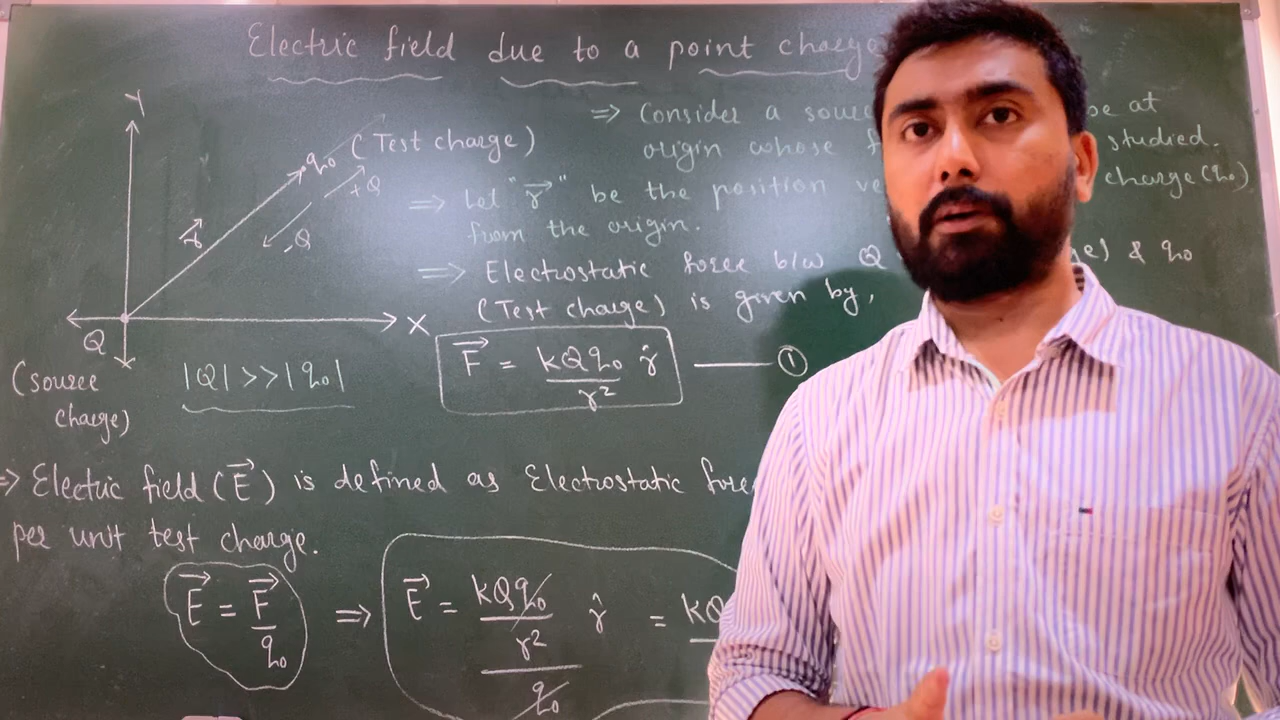 Electric field due to a point charge
Y
q₀ (Test charge)
+Q
-Q
r⃗
Q
X
(source
charge)
|Q| >> |q₀|
⇒ Consider a be at
origin whose studied.
⇒ Let "r⃗" be the position charge (q₀)
from the origin.
⇒ Electrostatic force b/w Q & q₀
(Test charge) is given by,
F⃗ = kQq₀/r² r̂ —— ①
⇒ Electric field (E⃗) is defined as Electrostatic force
per unit test charge.
E⃗ = F⃗/q₀ ⇒ E⃗ = kQq₀/r²/q₀ r̂ = kQ